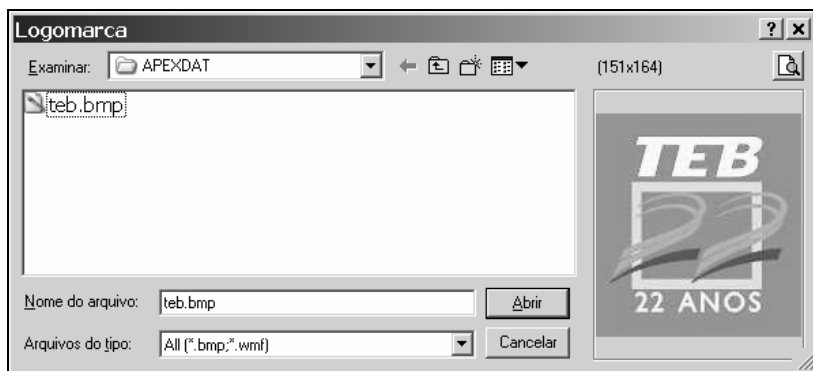 Logomarca
Examinar: APEXDAT (151x164)
teb.bmp
Nome do arquivo: teb.bmp Abrir
Arquivos do tipo: All (*.bmp;*.wmf) Cancelar
TEB
22
22 ANOS